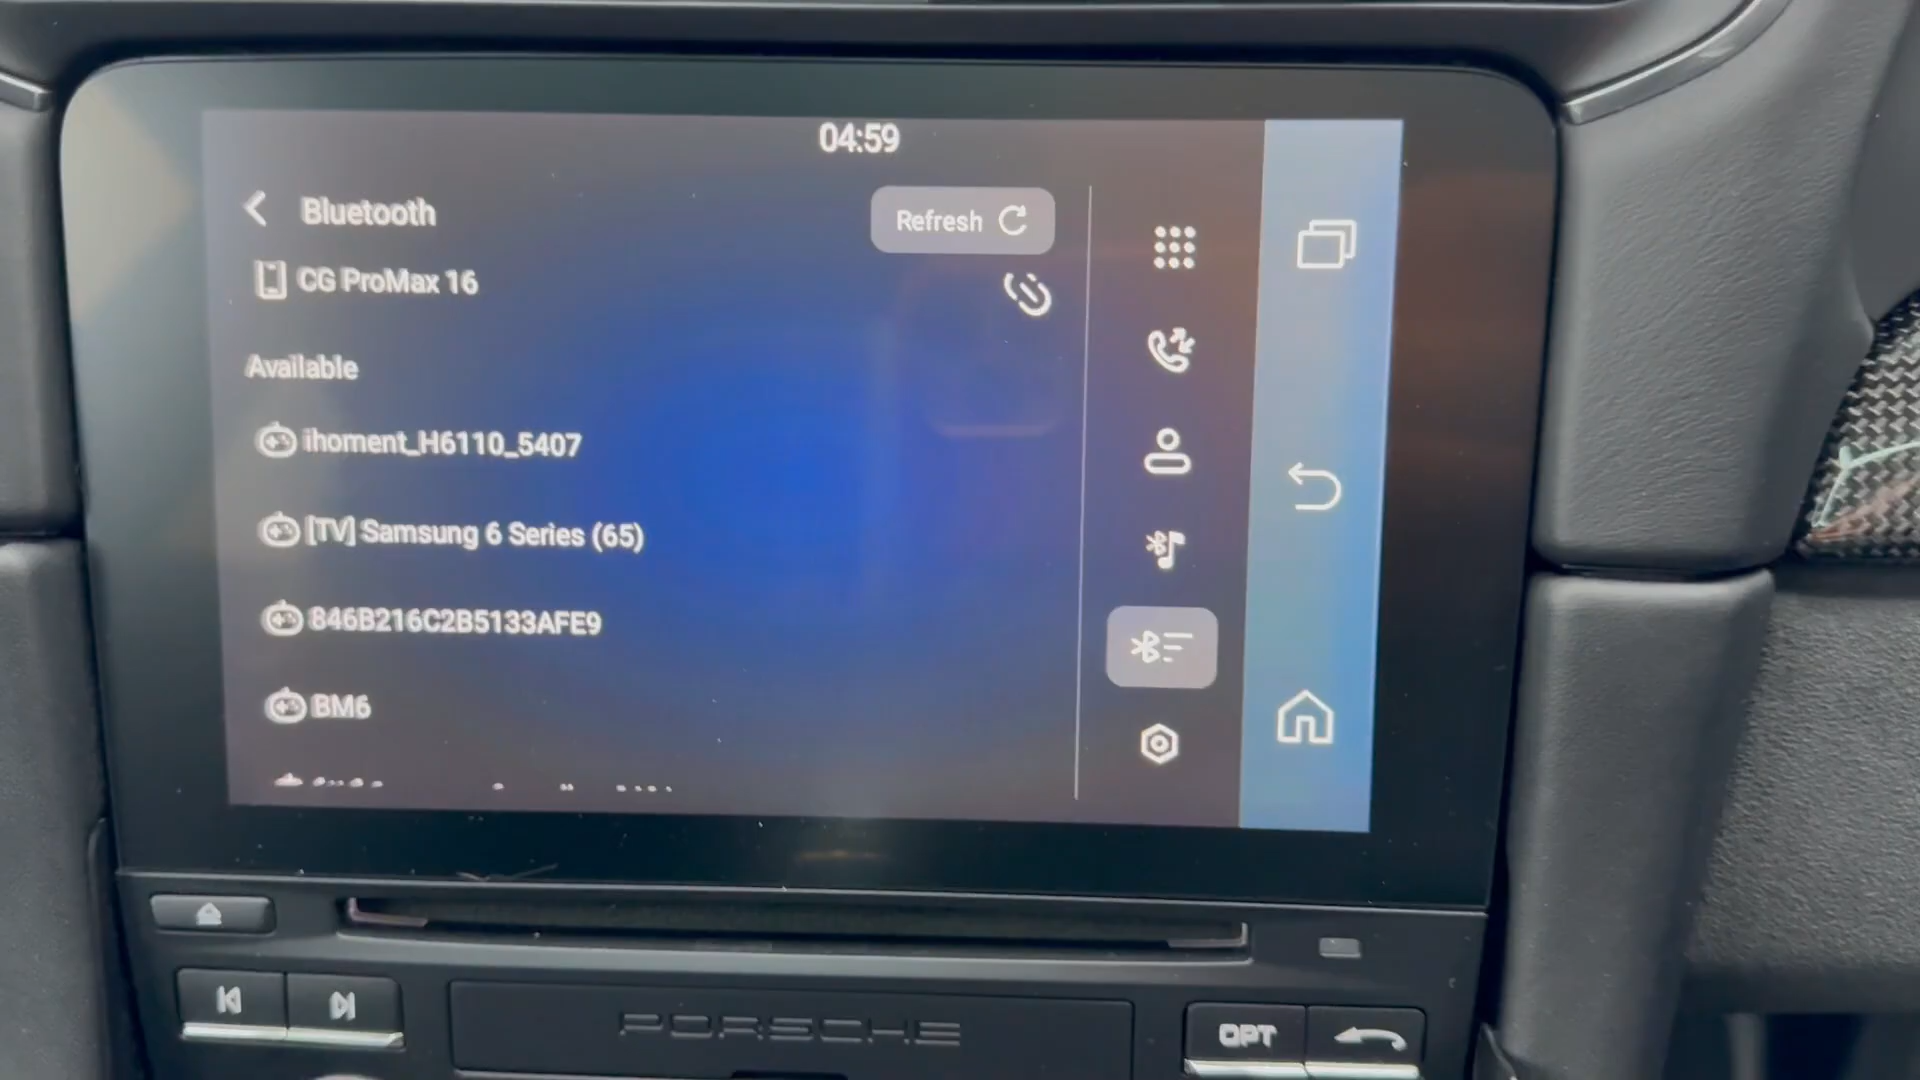 04:59
Bluetooth
Refresh
CG ProMax 16
Available
ihoment_H6110_5407
[TV] Samsung 6 Series (65)
846B216C2B5133AFE9
BM6
PORSCHE
OPT